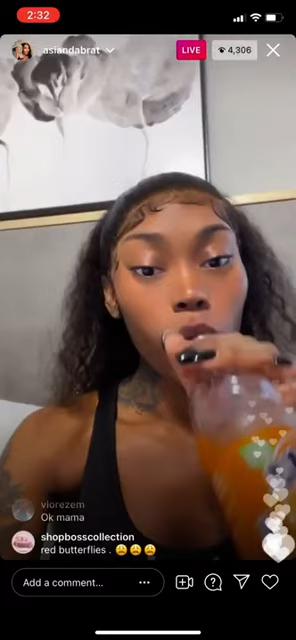 2:32
asiandabrat
LIVE
4,306
viorezem
Ok mama
shopbosscollection
red butterflies . 😩😩😩
Add a comment...